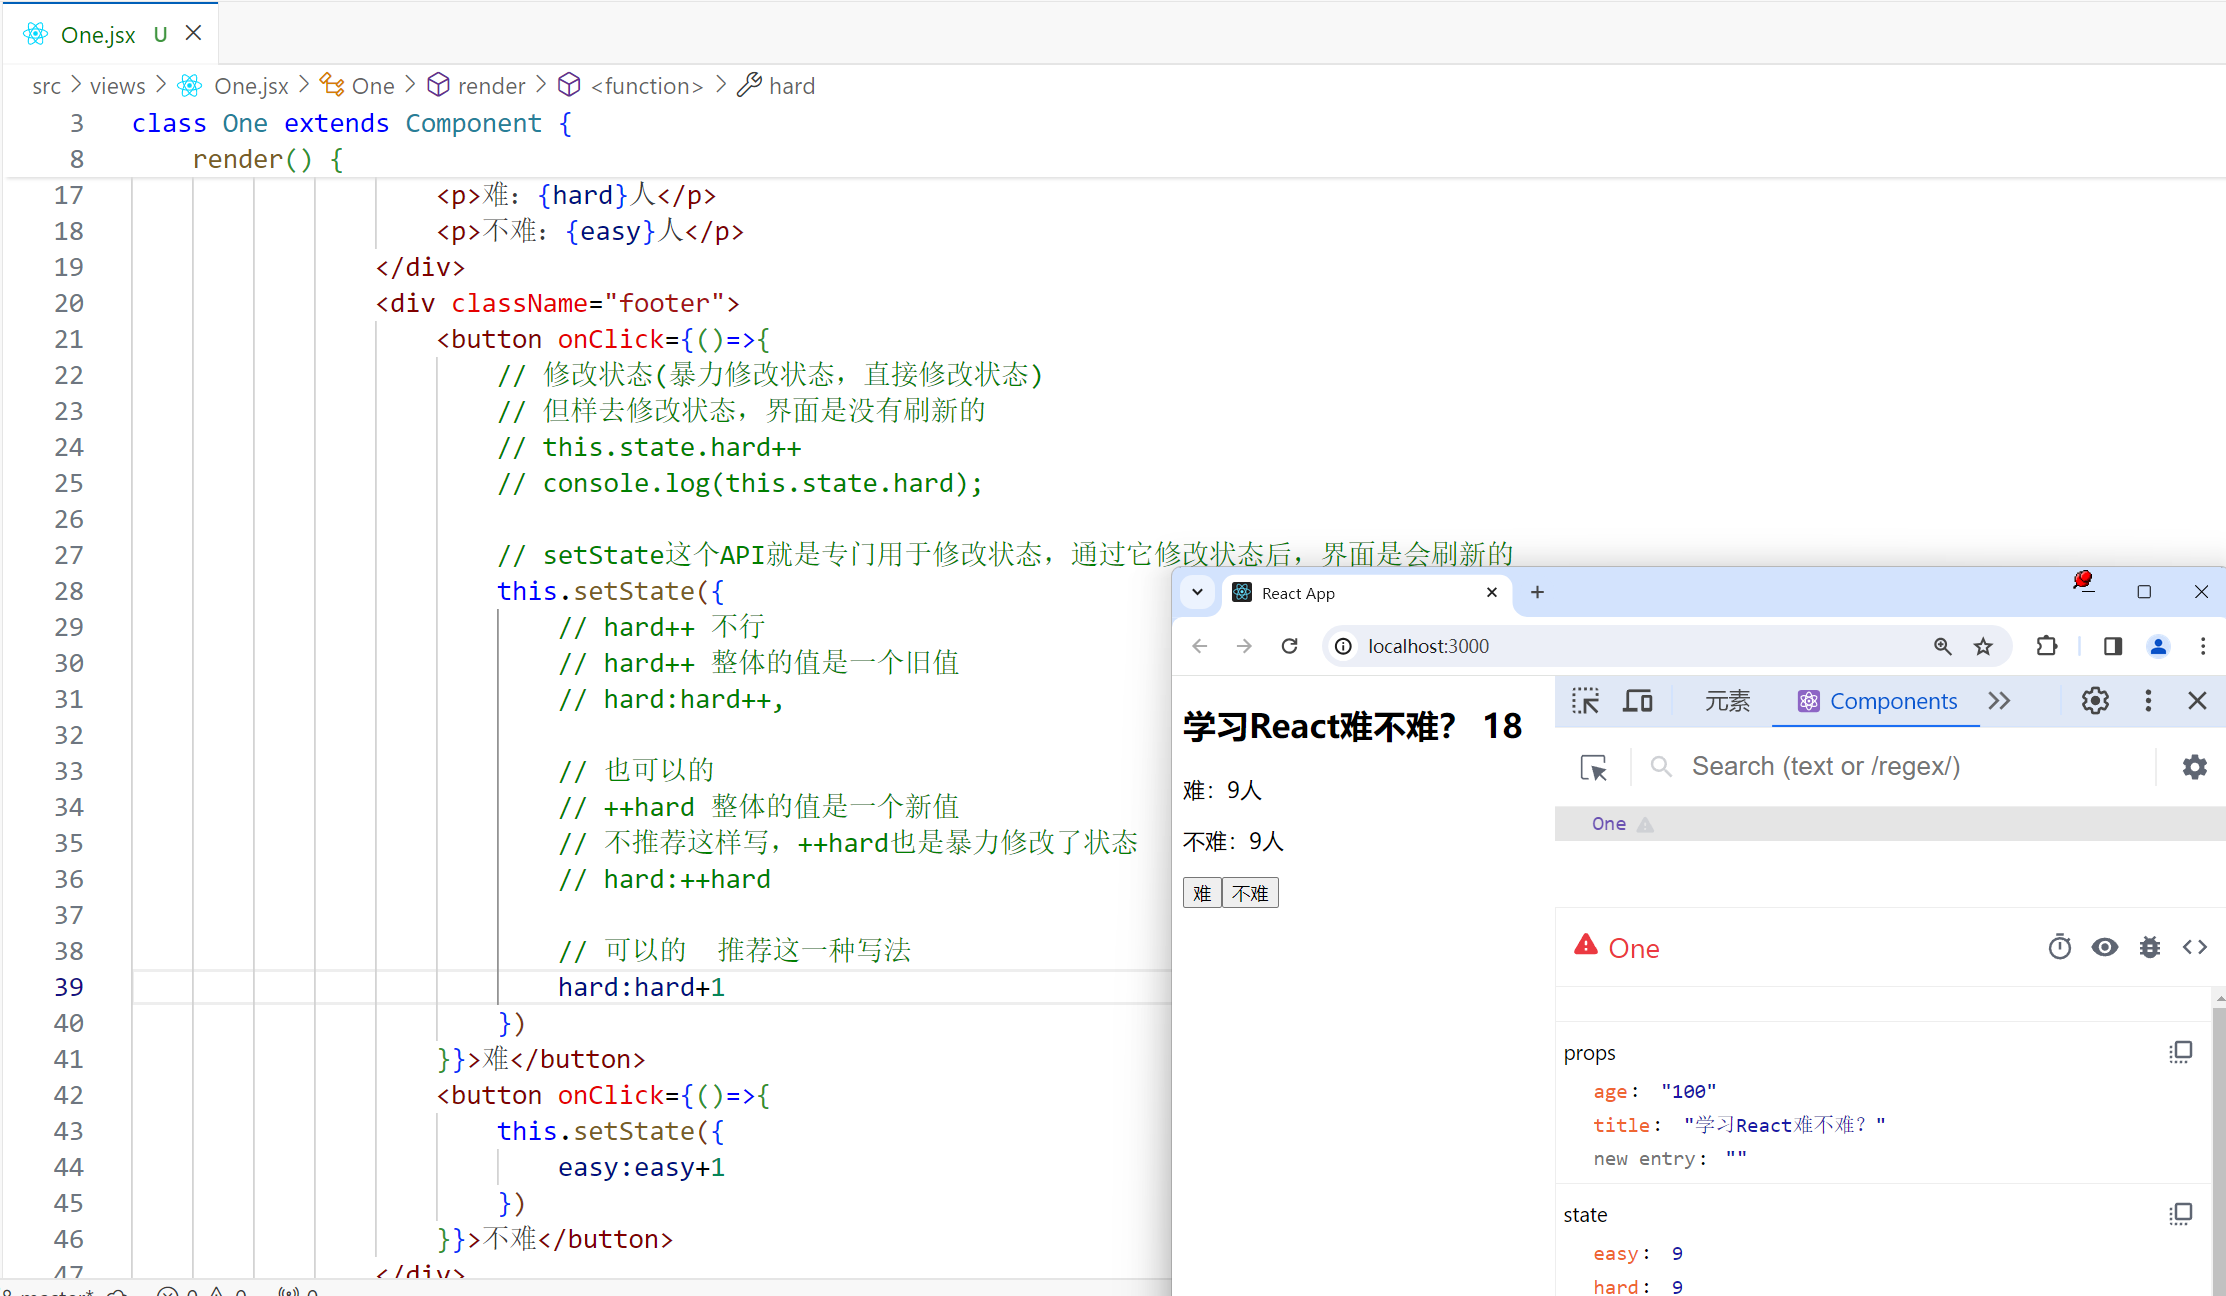 One.jsx U
src > views > One.jsx > One > render > <function> > hard
3 class One extends Component {
8 render() {
17 <p>难：{hard}人</p>
18 <p>不难：{easy}人</p>
19 </div>
20 <div className="footer">
21 <button onClick={()=>{
22 // 修改状态(暴力修改状态，直接修改状态)
23 // 但样去修改状态，界面是没有刷新的
24 // this.state.hard++
25 // console.log(this.state.hard);
26
27 // setState这个API就是专门用于修改状态，通过它修改状态后，界面是会刷新的
28 this.setState({
29 // hard++ 不行
30 // hard++ 整体的值是一个旧值
31 // hard:hard++,
32
33 // 也可以的
34 // ++hard 整体的值是一个新值
35 // 不推荐这样写，++hard也是暴力修改了状态
36 // hard:++hard
37
38 // 可以的  推荐这一种写法
39 hard:hard+1
40 })
41 }}>难</button>
42 <button onClick={()=>{
43 this.setState({
44 easy:easy+1
45 })
46 }}>不难</button>
47 </div>
master* 0 0 0
React App
localhost:3000
学习React难不难？ 18
难：9人
不难：9人
难 不难
元素 Components
Search (text or /regex/)
One
One
props
age: "100"
title: "学习React难不难？"
new entry: ""
state
easy: 9
hard: 9